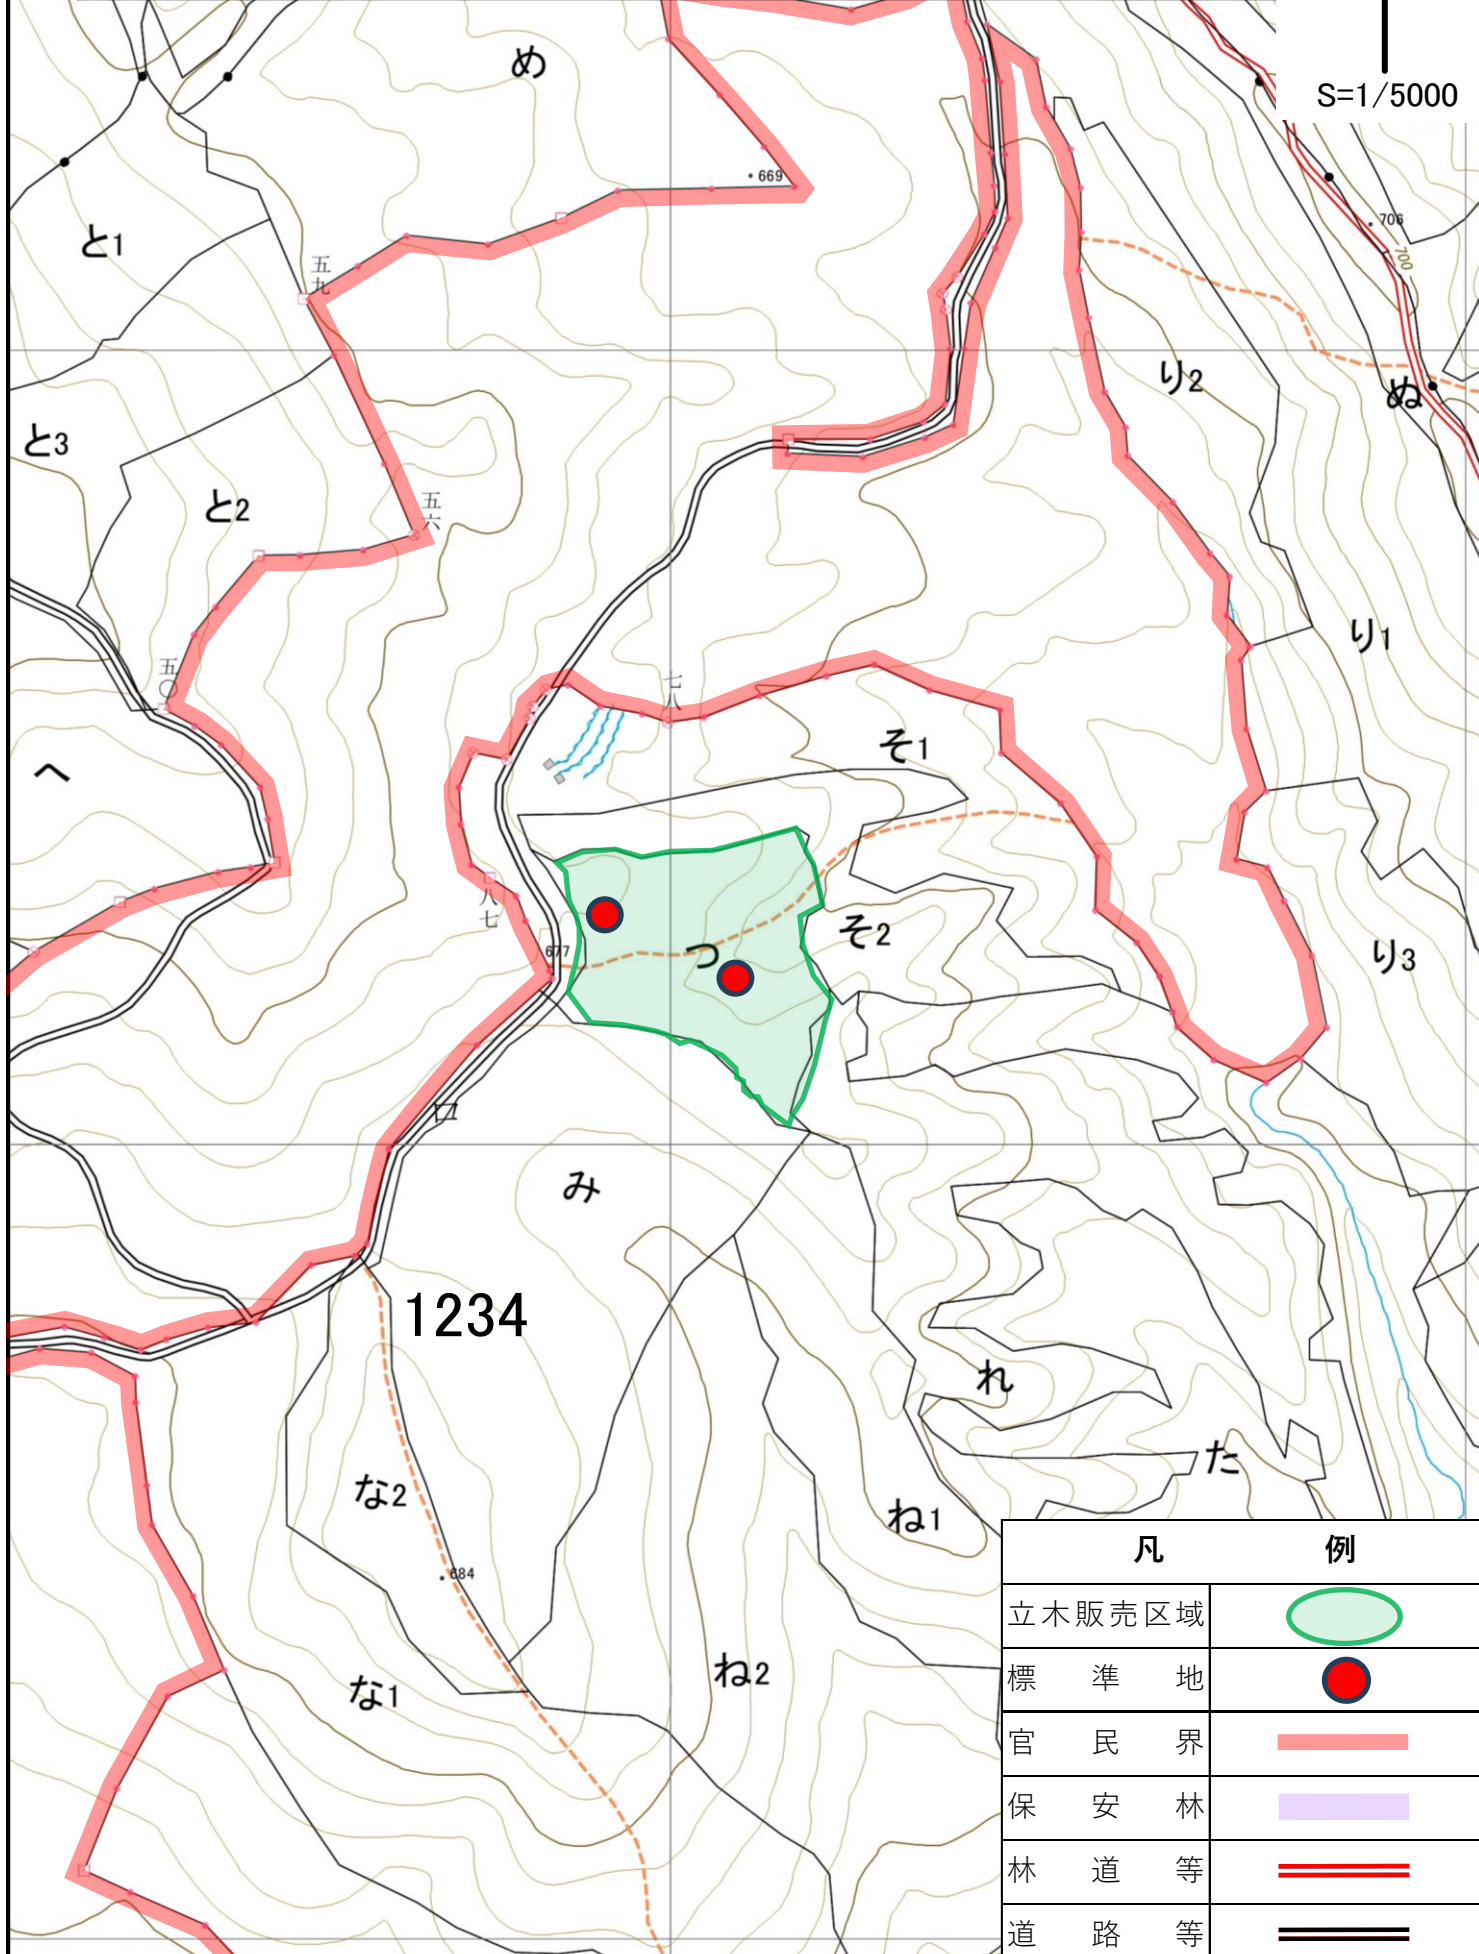 め
S=1/5000
669
と1
706
700
五九
り2
ぬ
と3
と2
五六
り1
五〇
七八
そ1
へ
八七
そ2
つ
677
り3
ロ
み
1234
れ
た
な2
ね1
684
ね2
な1
凡 例
立木販売区域
標準地
官民界
保安林
林道等
道路等